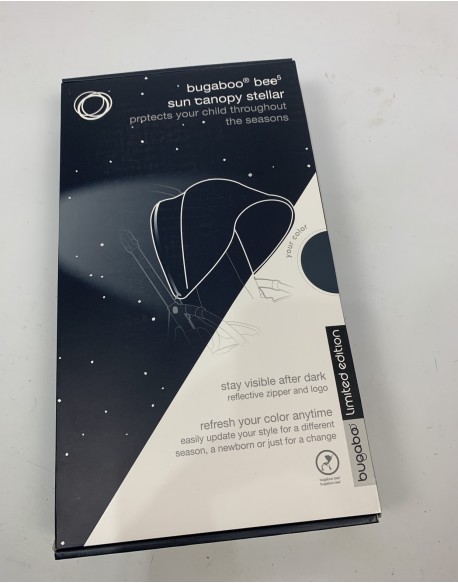 bugaboo® bee⁵
sun canopy stellar
protects your child throughout
the seasons
your color
stay visible after dark
reflective zipper and logo
refresh your color anytime
easily update your style for a different
season, a newborn or just for a change
bugaboo limited edition